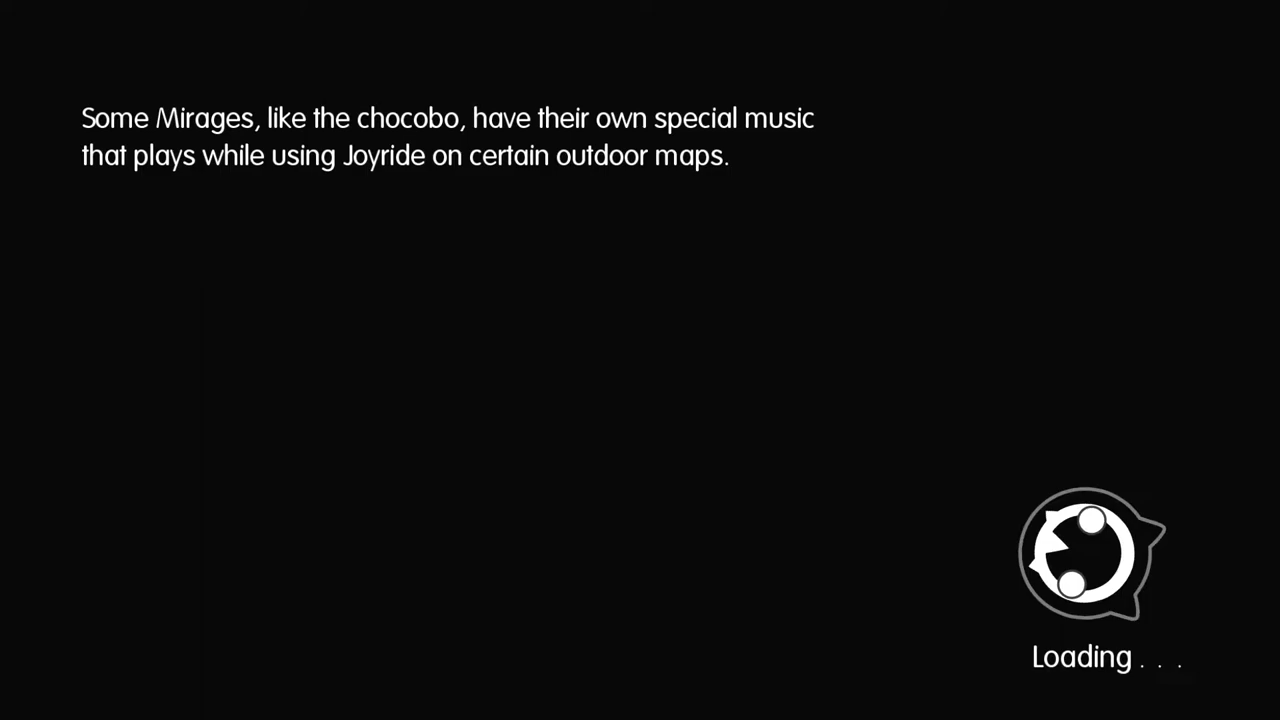 Some Mirages, like the chocobo, have their own special music
that plays while using Joyride on certain outdoor maps.
Loading . . .